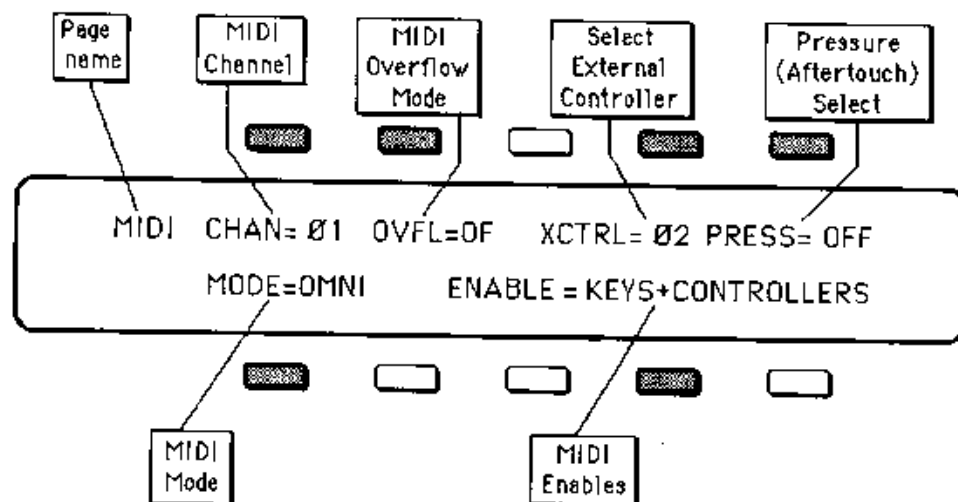 Page
name
MIDI
Channel
MIDI
Overflow
Mode
Select
External
Controller
Pressure
(Aftertouch)
Select
MIDI CHAN= Ø1 OVFL=OF XCTRL= Ø2 PRESS= OFF
MODE=OMNI ENABLE = KEYS+CONTROLLERS
MIDI
Mode
MIDI
Enables